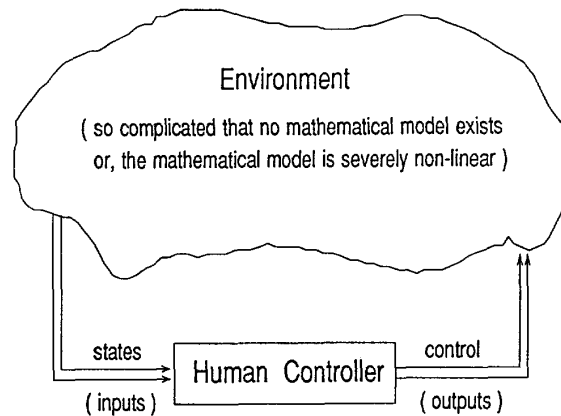 Environment
( so complicated that no mathematical model exists
or, the mathematical model is severely non-linear )
states
( inputs )
Human Controller
control
( outputs )